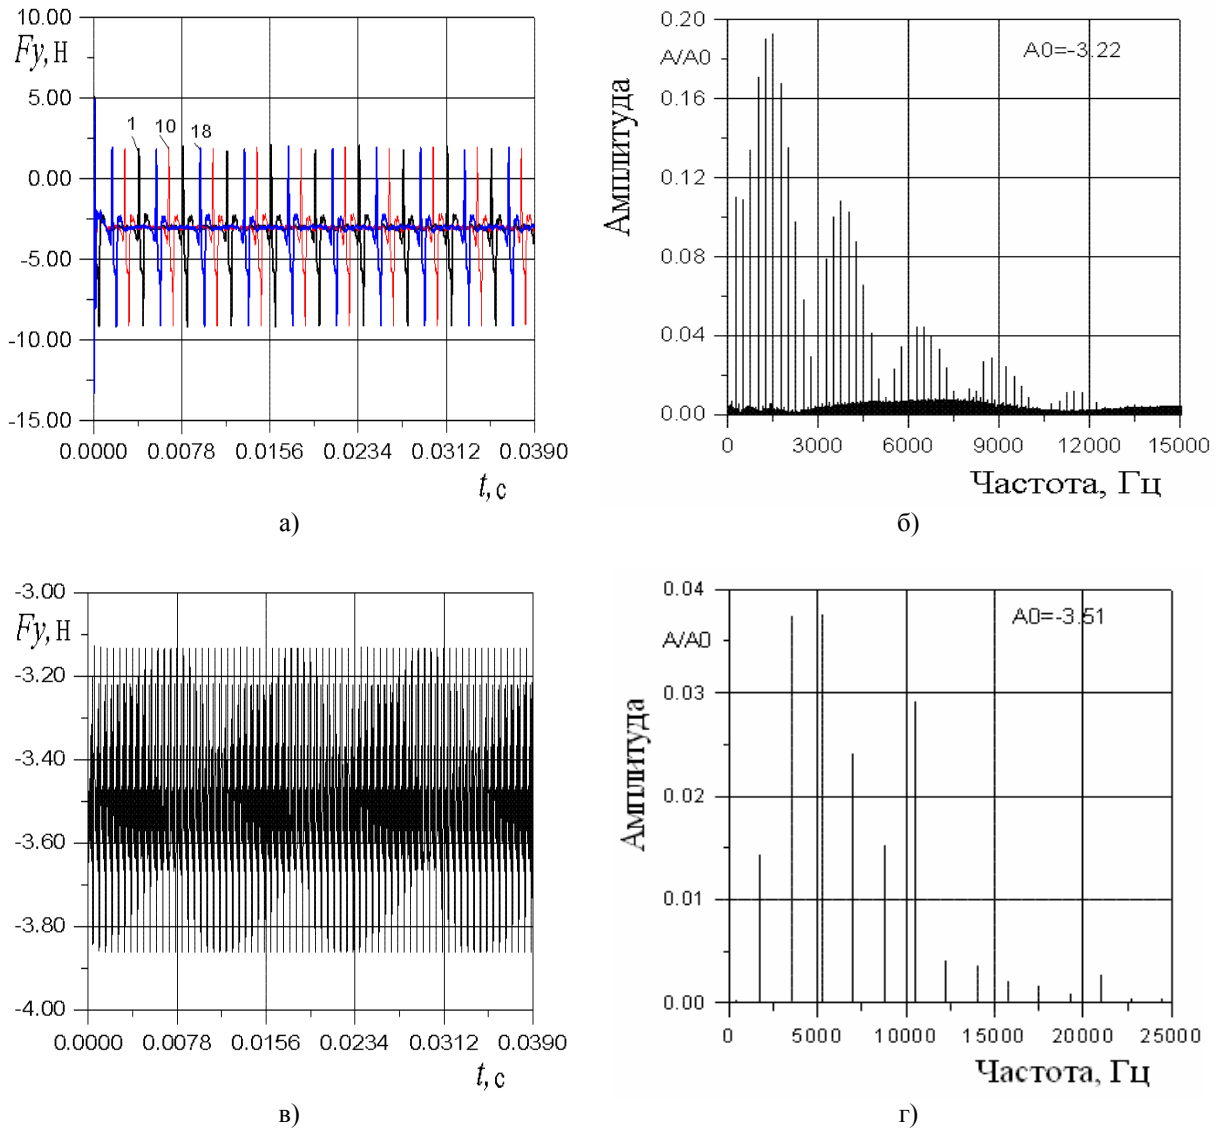 10.00
Fy, Н
5.00
1
10
18
0.00
-5.00
-10.00
-15.00
0.0000 0.0078 0.0156 0.0234 0.0312 0.0390
t, с
а)
0.20
A/A0
A0=-3.22
0.16
0.12
0.08
0.04
0.00
Амплитуда
0 3000 6000 9000 12000 15000
Частота, Гц
б)
-3.00
Fy, Н
-3.20
-3.40
-3.60
-3.80
-4.00
0.0000 0.0078 0.0156 0.0234 0.0312 0.0390
t, с
в)
0.04
A/A0
A0=-3.51
0.03
0.02
0.01
0.00
Амплитуда
0 5000 10000 15000 20000 25000
Частота, Гц
г)